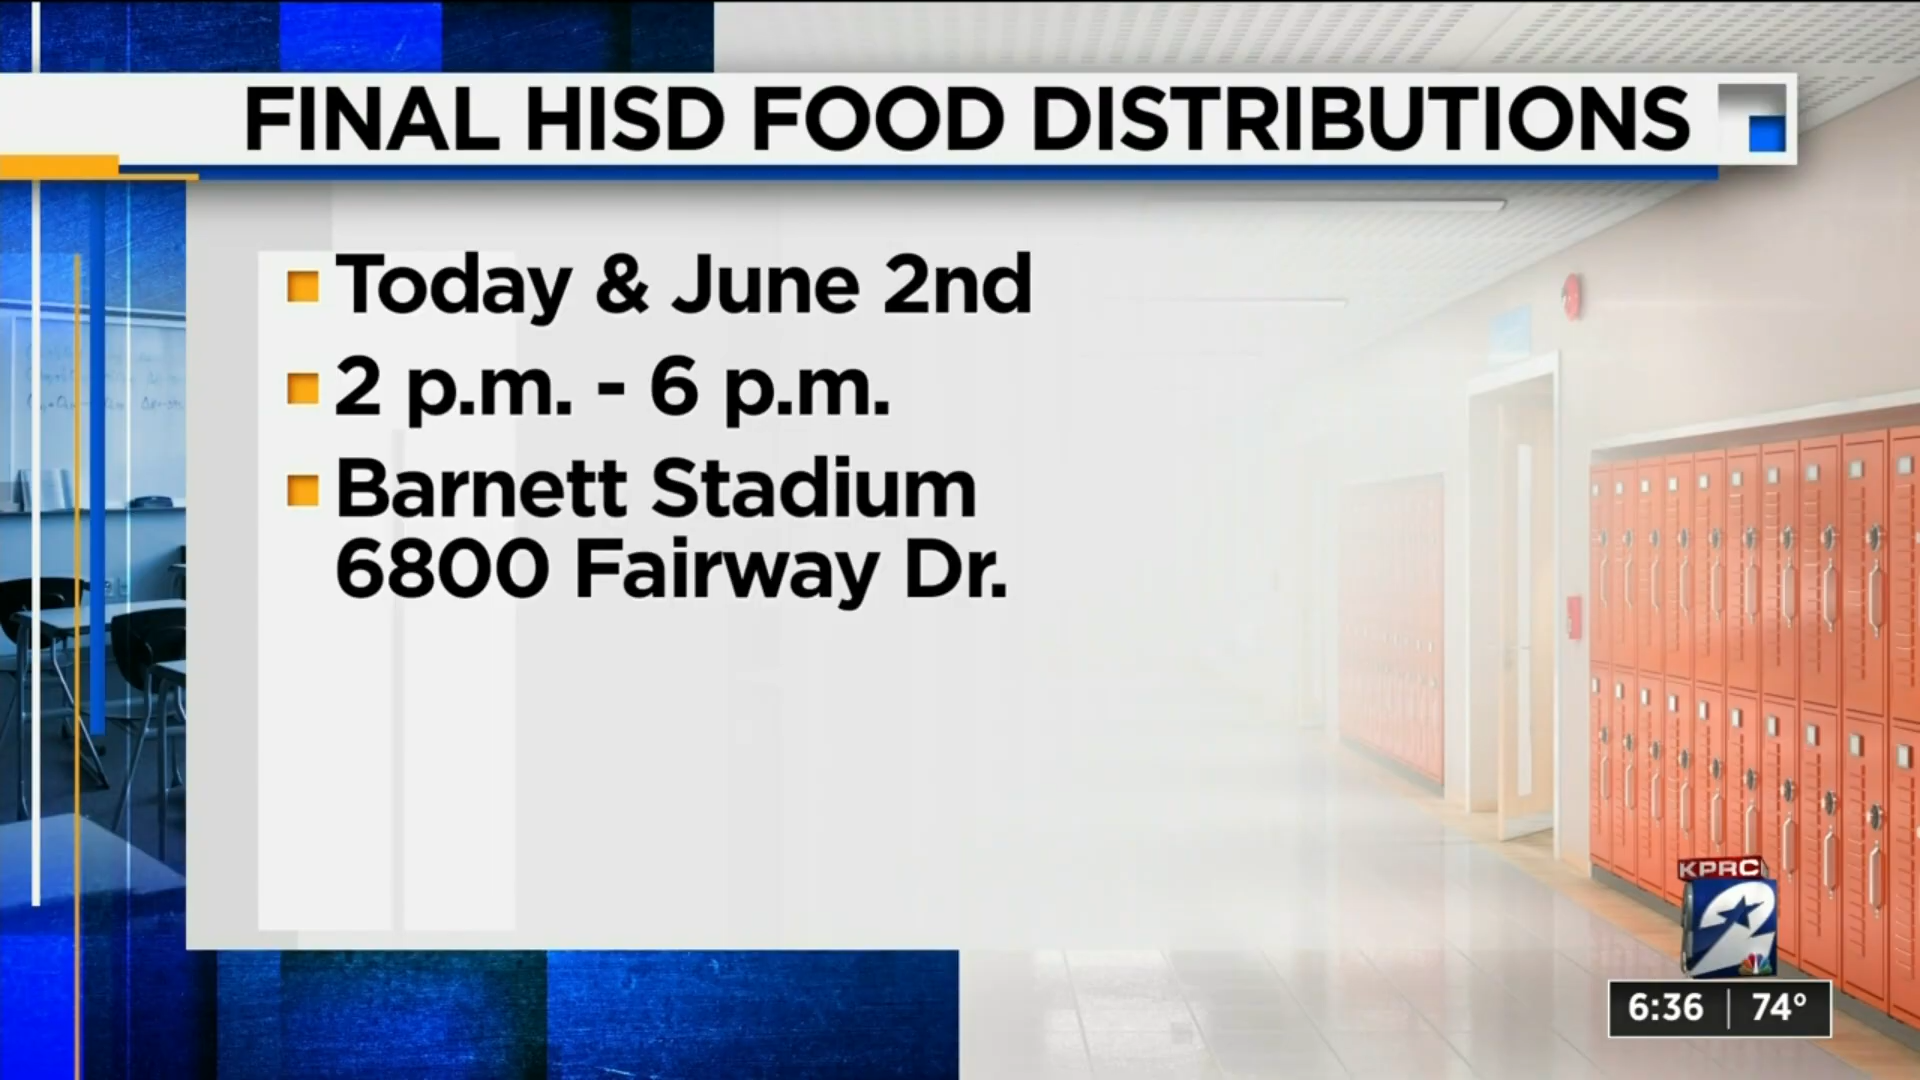 FINAL HISD FOOD DISTRIBUTIONS
Today & June 2nd
2 p.m. - 6 p.m.
Barnett Stadium
6800 Fairway Dr.
KPRC
2
6:36 | 74°